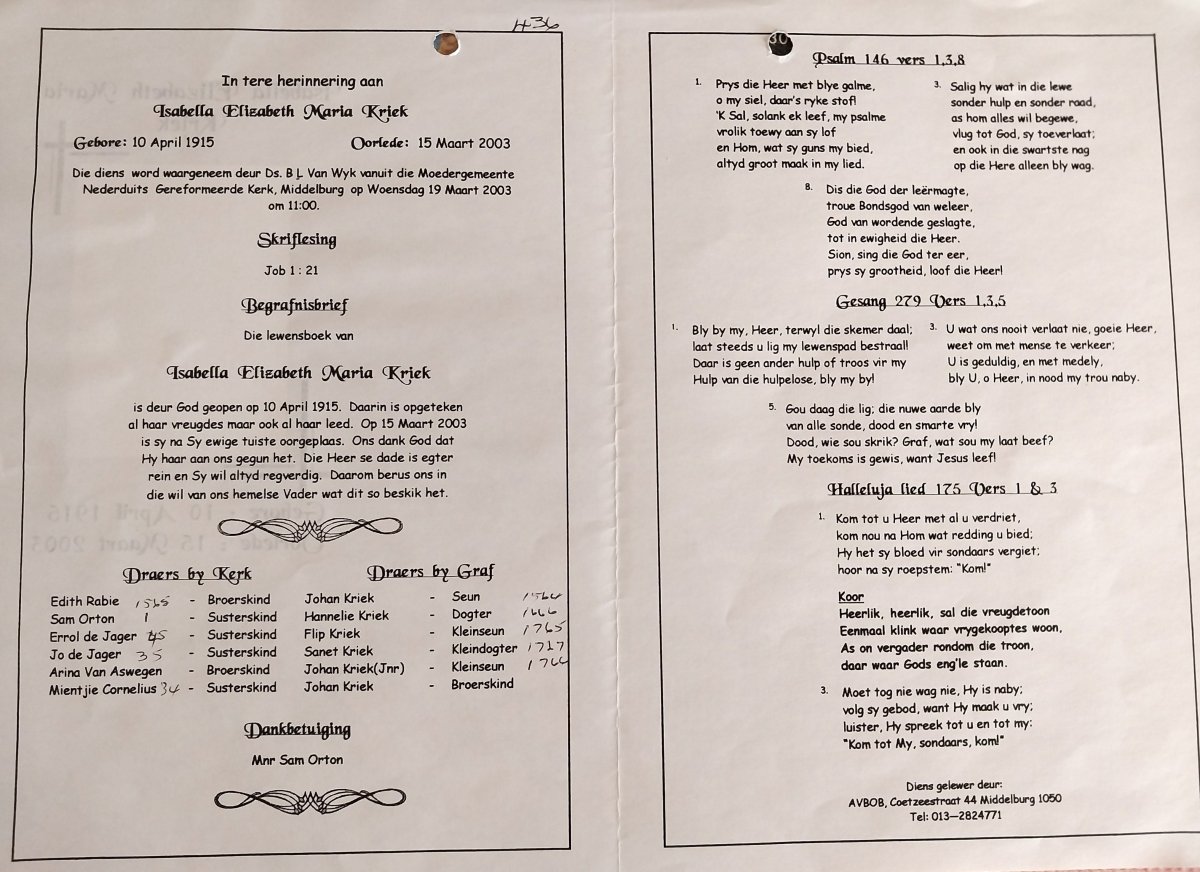 436
In tere herinnering aan
Isabella Elizabeth Maria Kriek
Gebore: 10 April 1915 Oorlede: 15 Maart 2003
Die diens word waargeneem deur Ds. B L Van Wyk vanuit die Moedergemeente
Nederduits Gereformeerde Kerk, Middelburg op Woensdag 19 Maart 2003
om 11:00.
Skriflesing
Job 1 : 21
Begrafnisbrief
Die lewensboek van
Isabella Elizabeth Maria Kriek
is deur God geopen op 10 April 1915. Daarin is opgeteken
al haar vreugdes maar ook al haar leed. Op 15 Maart 2003
is sy na Sy ewige tuiste oorgeplaas. Ons dank God dat
Hy haar aan ons gegun het. Die Heer se dade is egter
rein en Sy wil altyd regverdig. Daarom berus ons in
die wil van ons hemelse Vader wat dit so beskik het.
Draers by Kerk
Edith Rabie 1565 - Broerskind
Sam Orton 1 - Susterskind
Errol de Jager 45 - Susterskind
Jo de Jager 35 - Susterskind
Arina Van Aswegen - Broerskind
Mientjie Cornelius 34 - Susterskind
Draers by Graf
Johan Kriek - Seun 1564
Hannelie Kriek - Dogter 1666
Flip Kriek - Kleinseun 1765
Sanet Kriek - Kleindogter 1717
Johan Kriek(Jnr) - Kleinseun 1766
Johan Kriek - Broerskind
Dankbetuiging
Mnr Sam Orton
30
Psalm 146 vers 1,3,8
1. Prys die Heer met blye galme,
o my siel, daar's ryke stof!
'K Sal, solank ek leef, my psalme
vrolik toewy aan sy lof
en Hom, wat sy guns my bied,
altyd groot maak in my lied.
3. Salig hy wat in die lewe
sonder hulp en sonder raad,
as hom alles wil begewe,
vlug tot God, sy toeverlaat;
en ook in die swartste nag
op die Here alleen bly wag.
8. Dis die God der leërmagte,
troue Bondsgod van weleer,
God van wordende geslagte,
tot in ewigheid die Heer.
Sion, sing die God ter eer,
prys sy grootheid, loof die Heer!
Gesang 279 Vers 1,3,5
1. Bly by my, Heer, terwyl die skemer daal;
laat steeds u lig my lewenspad bestraal!
Daar is geen ander hulp of troos vir my
Hulp van die hulpelose, bly my by!
3. U wat ons nooit verlaat nie, goeie Heer,
weet om met mense te verkeer;
U is geduldig, en met medely,
bly U, o Heer, in nood my trou naby.
5. Gou daag die lig; die nuwe aarde bly
van alle sonde, dood en smarte vry!
Dood, wie sou skrik? Graf, wat sou my laat beef?
My toekoms is gewis, want Jesus leef!
Halleluja lied 175 Vers 1 & 3
1. Kom tot u Heer met al u verdriet,
kom nou na Hom wat redding u bied;
Hy het sy bloed vir sondaars vergiet;
hoor na sy roepstem: "Kom!"
Koor
Heerlik, heerlik, sal die vreugdetoon
Eenmaal klink waar vrygekooptes woon,
As on vergader rondom die troon,
daar waar Gods eng'le staan.
3. Moet tog nie wag nie, Hy is naby;
volg sy gebod, want Hy maak u vry;
luister, Hy spreek tot u en tot my:
"Kom tot My, sondaars, kom!"
Diens gelewer deur:
AVBOB, Coetzeestraat 44 Middelburg 1050
Tel: 013—2824771